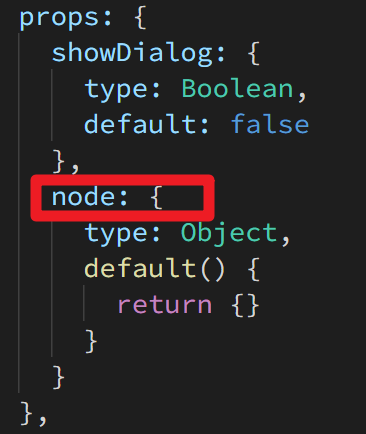 props: {
showDialog: {
type: Boolean,
default: false
},
node: {
type: Object,
default() {
return {}
}
}
},